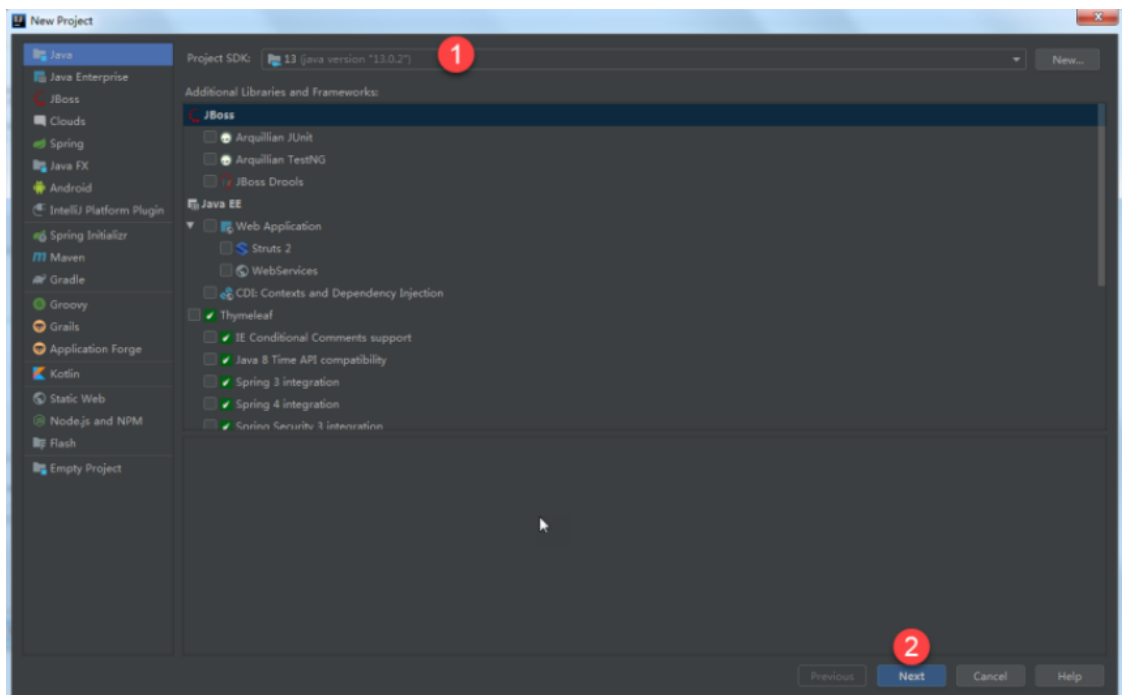 New Project
Java
Java Enterprise
JBoss
Clouds
Spring
Java FX
Android
IntelliJ Platform Plugin
Spring Initializr
Maven
Gradle
Groovy
Grails
Application Forge
Kotlin
Static Web
Node.js and NPM
Flash
Empty Project
Project SDK: 13 (java version "13.0.2") 1 New...
Additional Libraries and Frameworks:
JBoss
Arquillian JUnit
Arquillian TestNG
JBoss Drools
Java EE
Web Application
Struts 2
WebServices
CDI: Contexts and Dependency Injection
Thymeleaf
IE Conditional Comments support
Java 8 Time API compatibility
Spring 3 integration
Spring 4 integration
Spring Security 3 integration
2
Previous Next Cancel Help